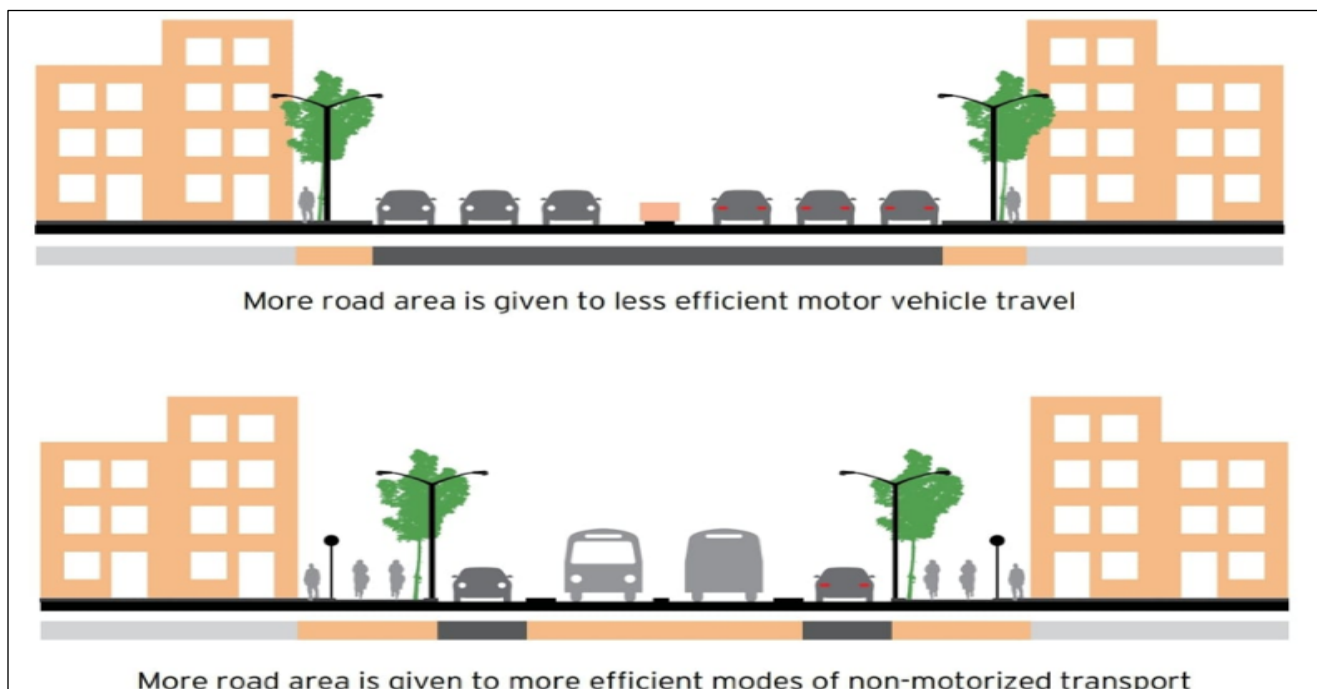 More road area is given to less efficient motor vehicle travel
More road area is given to more efficient modes of non-motorized transport